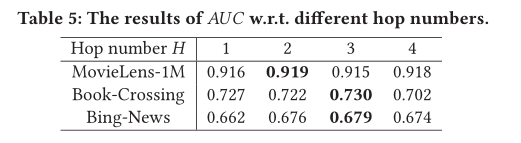 Table 5: The results of AUC w.r.t. different hop numbers.
Hop number H 1 2 3 4
MovieLens-1M 0.916 0.919 0.915 0.918
Book-Crossing 0.727 0.722 0.730 0.702
Bing-News 0.662 0.676 0.679 0.674